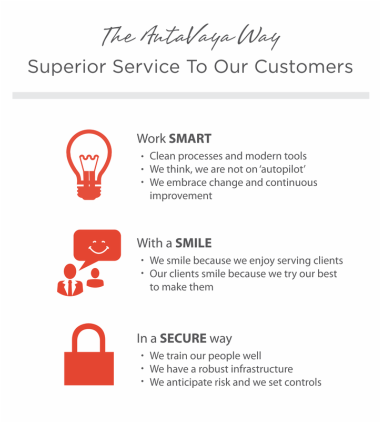 The AntaVaya Way
Superior Service To Our Customers
Work SMART
• Clean processes and modern tools
• We think, we are not on ‘autopilot’
• We embrace change and continuous
improvement
With a SMILE
• We smile because we enjoy serving clients
• Our clients smile because we try our best
to make them
In a SECURE way
• We train our people well
• We have a robust infrastructure
• We anticipate risk and we set controls